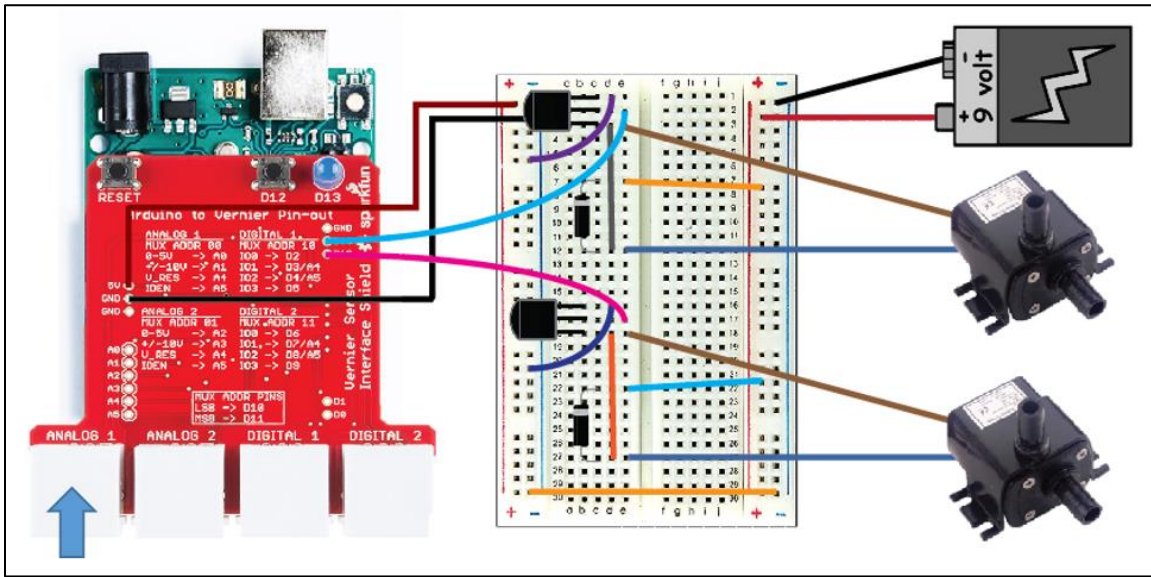 RESET
D12
D13
sparkfun
Arduino to Vernier Pin-out
GND
ANALOG 1
MUX ADDR 00
0-5V -> A0
+/-10V -> A1
V_RES -> A4
IDEN -> A5
DIGITAL 1
MUX ADDR 10
IO0 -> D2
IO1 -> D3/A4
IO2 -> D4/A5
IO3 -> D5
5V
GND
GND
ANALOG 2
MUX ADDR 01
0-5V -> A2
+/-10V -> A3
V_RES -> A4
IDEN -> A5
DIGITAL 2
MUX ADDR 11
IO0 -> D6
IO1 -> D7/A4
IO2 -> D8/A5
IO3 -> D9
Vernier Sensor
Interface Shield
A0
A1
A2
A3
A4
A5
MUX ADDR PINS
LSB -> D10
MSB -> D11
D1
D0
ANALOG 1
ANALOG 2
DIGITAL 1
DIGITAL 2
+ -
a b c d e
f g h i j
+ -
+ -
a b c d e
f g h i j
+ -
- +
9 volt